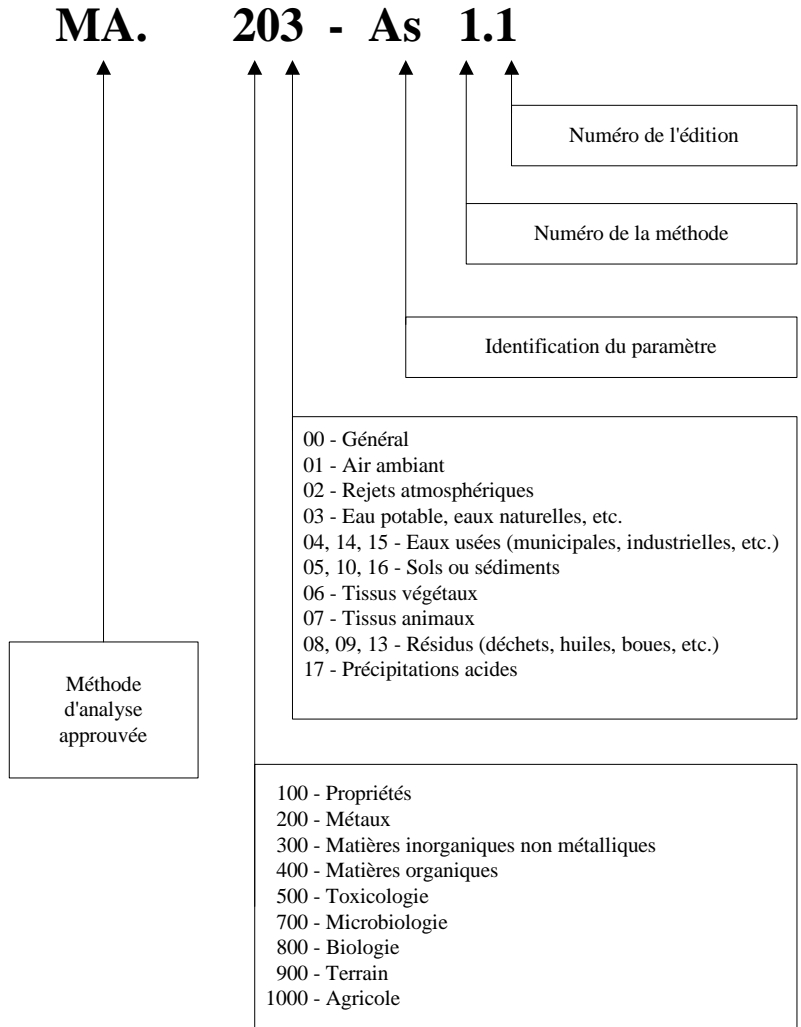 MA. 203 - As 1.1
Numéro de l'édition
Numéro de la méthode
Identification du paramètre
00 - Général
01 - Air ambiant
02 - Rejets atmosphériques
03 - Eau potable, eaux naturelles, etc.
04, 14, 15 - Eaux usées (municipales, industrielles, etc.)
05, 10, 16 - Sols ou sédiments
06 - Tissus végétaux
07 - Tissus animaux
08, 09, 13 - Résidus (déchets, huiles, boues, etc.)
17 - Précipitations acides
Méthode
d'analyse
approuvée
100 - Propriétés
200 - Métaux
300 - Matières inorganiques non métalliques
400 - Matières organiques
500 - Toxicologie
700 - Microbiologie
800 - Biologie
900 - Terrain
1000 - Agricole